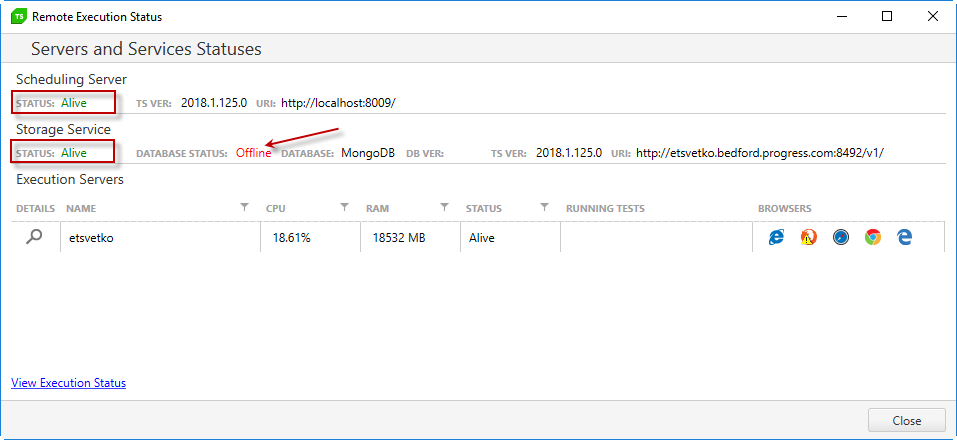 TS Remote Execution Status
Servers and Services Statuses
Scheduling Server
STATUS: Alive TS VER: 2018.1.125.0 URI: http://localhost:8009/
Storage Service
STATUS: Alive DATABASE STATUS: Offline DATABASE: MongoDB DB VER: TS VER: 2018.1.125.0 URI: http://etsvetko.bedford.progress.com:8492/v1/
Execution Servers
DETAILS NAME CPU RAM STATUS RUNNING TESTS BROWSERS
etsvetko 18.61% 18532 MB Alive
View Execution Status
Close